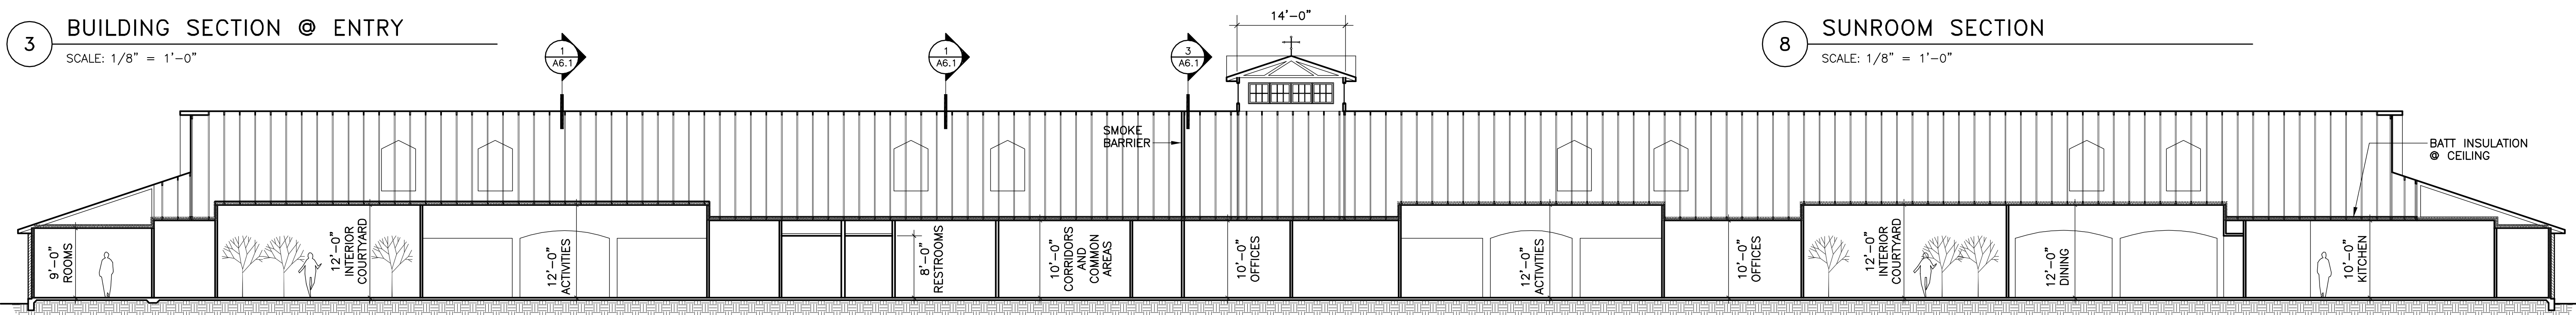 3
BUILDING SECTION @ ENTRY
SCALE: 1/8" = 1'-0"
1
A6.1
1
A6.1
3
A6.1
14'-0"
8
SUNROOM SECTION
SCALE: 1/8" = 1'-0"
SMOKE
BARRIER
BATT INSULATION
@ CEILING
9'-0"
ROOMS
12'-0"
INTERIOR
COURTYARD
12'-0"
ACTIVITIES
8'-0"
RESTROOMS
10'-0"
CORRIDORS
AND
COMMON
AREAS
10'-0"
OFFICES
12'-0"
ACTIVITIES
10'-0"
OFFICES
12'-0"
INTERIOR
COURTYARD
12'-0"
DINING
10'-0"
KITCHEN